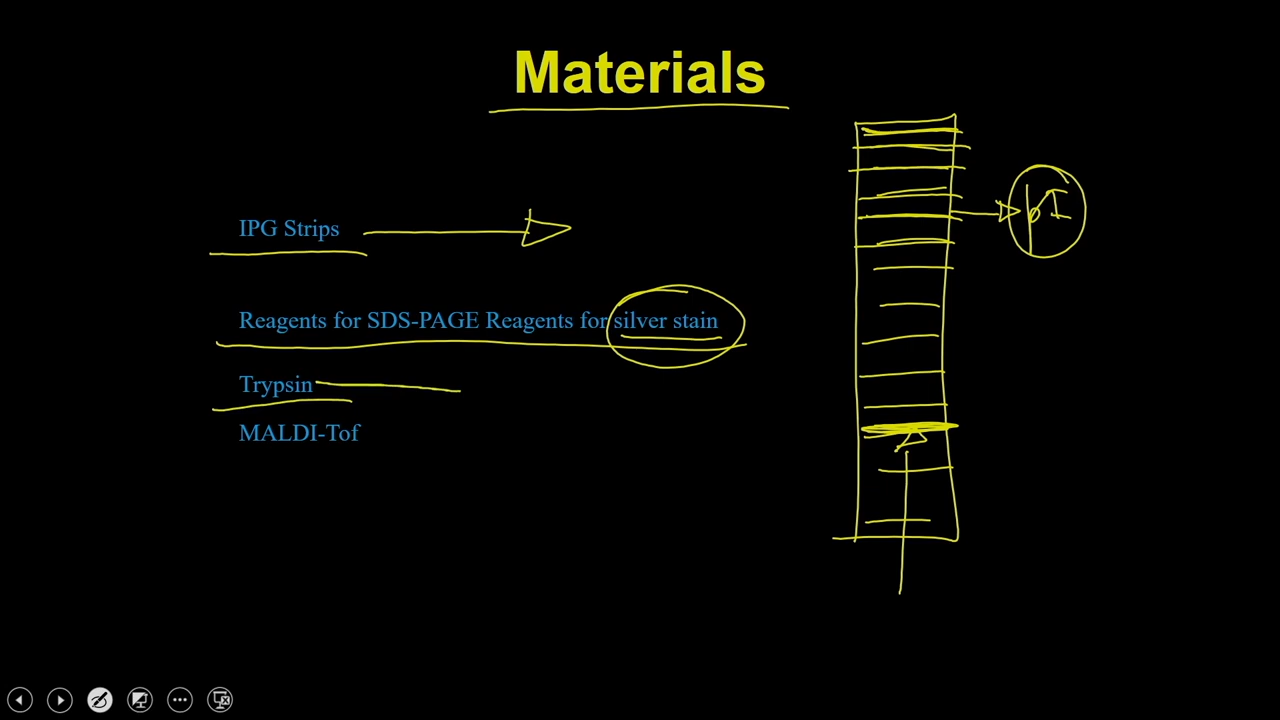 Materials
IPG Strips
pI
Reagents for SDS-PAGE Reagents for silver stain
Trypsin
MALDI-Tof